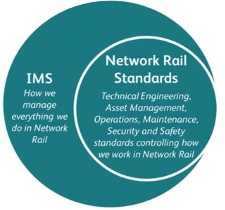 IMS
How we
manage
everything we
do in Network
Rail
Network Rail
Standards
Technical Engineering,
Asset Management,
Operations, Maintenance,
Security and Safety
standards controlling how
we work in Network Rail